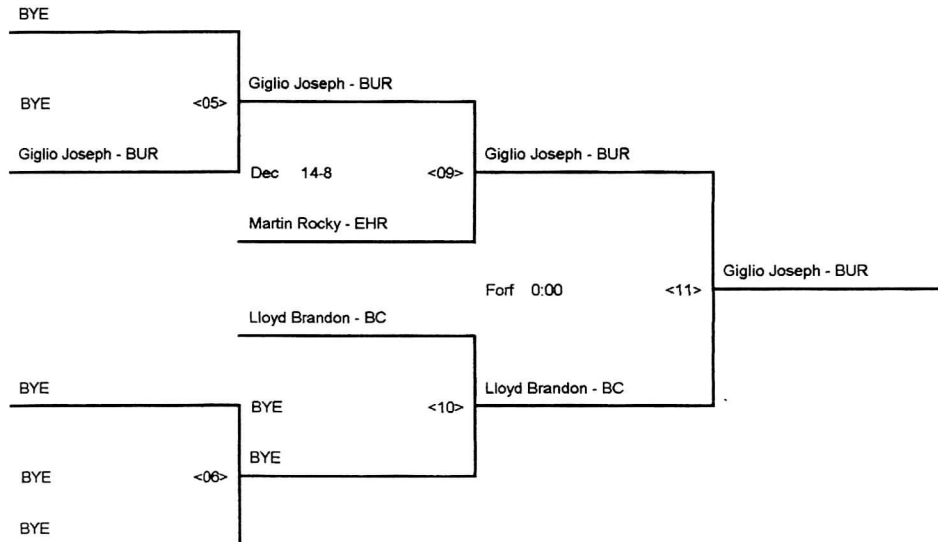 BYE
Giglio Joseph - BUR
BYE <05>
Giglio Joseph - BUR
Giglio Joseph - BUR
Dec 14-8 <09>
Martin Rocky - EHR
Giglio Joseph - BUR
Forf 0:00 <11>
Lloyd Brandon - BC
BYE
Lloyd Brandon - BC
BYE <10>
BYE
BYE <06>
BYE